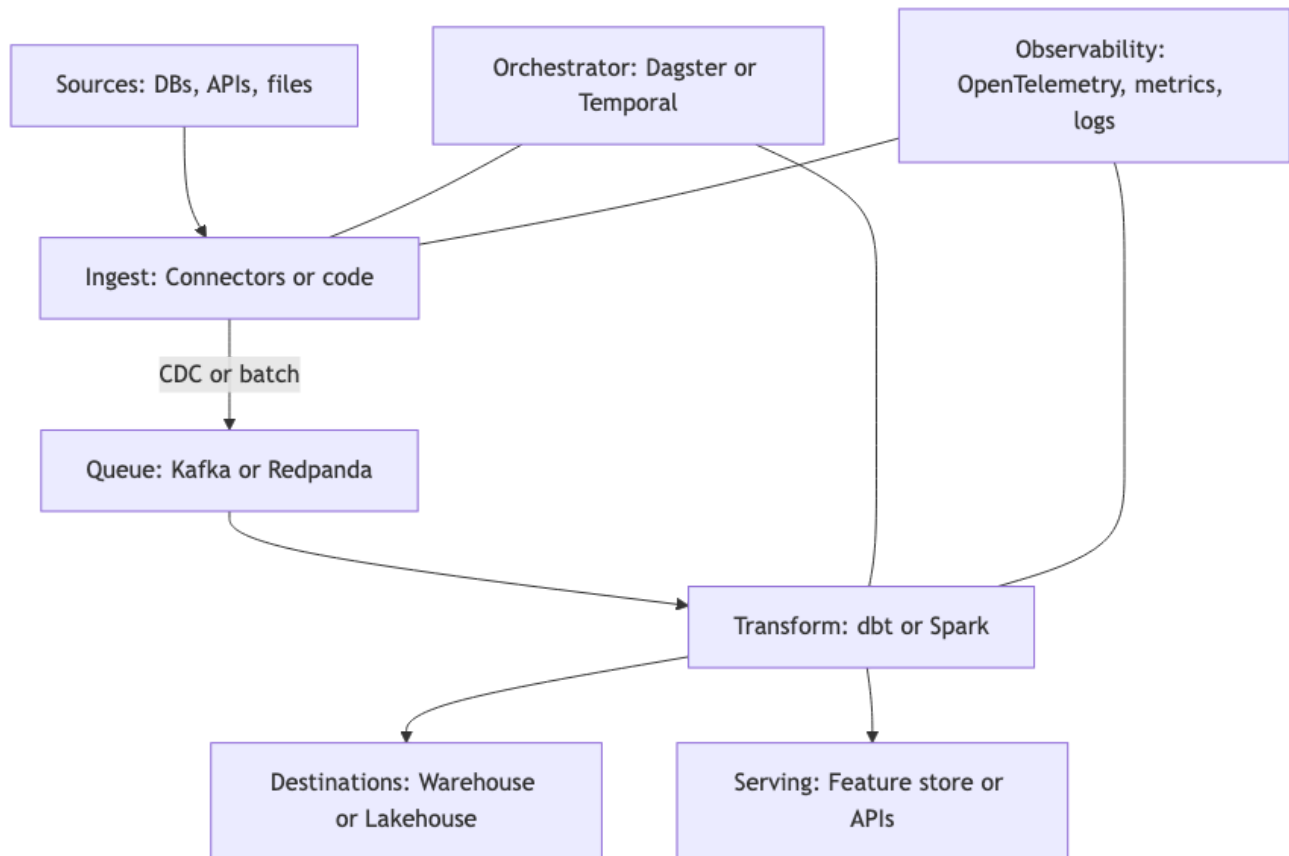 Sources: DBs, APIs, files
Orchestrator: Dagster or
Temporal
Observability:
OpenTelemetry, metrics,
logs
Ingest: Connectors or code
CDC or batch
Queue: Kafka or Redpanda
Transform: dbt or Spark
Destinations: Warehouse
or Lakehouse
Serving: Feature store or
APIs